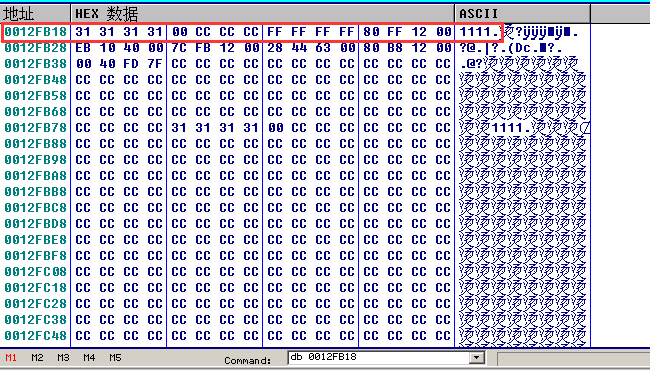 地址 HEX 数据 ASCII
0012FB18 31 31 31 31 00 CC CC CC FF FF FF FF 80 FF 12 00 1111.烫?ÿÿÿÿ■ÿ■.
0012FB28 EB 10 40 00 7C FB 12 00 28 44 63 00 80 B8 12 00 ?@.|?.(Dc.■?.
0012FB38 00 40 FD 7F CC CC CC CC CC CC CC CC CC CC CC CC .@?烫烫烫烫烫烫
0012FB48 CC CC CC CC CC CC CC CC CC CC CC CC CC CC CC CC 烫烫烫烫烫烫烫烫
0012FB58 CC CC CC CC CC CC CC CC CC CC CC CC CC CC CC CC 烫烫烫烫烫烫烫烫
0012FB68 CC CC CC CC CC CC CC CC CC CC CC CC CC CC CC CC 烫烫烫烫烫烫烫烫
0012FB78 CC CC CC CC 31 31 31 31 00 CC CC CC CC CC CC CC 烫烫1111.烫烫烫
0012FB88 CC CC CC CC CC CC CC CC CC CC CC CC CC CC CC CC 烫烫烫烫烫烫烫烫
0012FB98 CC CC CC CC CC CC CC CC CC CC CC CC CC CC CC CC 烫烫烫烫烫烫烫烫
0012FBA8 CC CC CC CC CC CC CC CC CC CC CC CC CC CC CC CC 烫烫烫烫烫烫烫烫
0012FBB8 CC CC CC CC CC CC CC CC CC CC CC CC CC CC CC CC 烫烫烫烫烫烫烫烫
0012FBC8 CC CC CC CC CC CC CC CC CC CC CC CC CC CC CC CC 烫烫烫烫烫烫烫烫
0012FBD8 CC CC CC CC CC CC CC CC CC CC CC CC CC CC CC CC 烫烫烫烫烫烫烫烫
0012FBE8 CC CC CC CC CC CC CC CC CC CC CC CC CC CC CC CC 烫烫烫烫烫烫烫烫
0012FBF8 CC CC CC CC CC CC CC CC CC CC CC CC CC CC CC CC 烫烫烫烫烫烫烫烫
0012FC08 CC CC CC CC CC CC CC CC CC CC CC CC CC CC CC CC 烫烫烫烫烫烫烫烫
0012FC18 CC CC CC CC CC CC CC CC CC CC CC CC CC CC CC CC 烫烫烫烫烫烫烫烫
0012FC28 CC CC CC CC CC CC CC CC CC CC CC CC CC CC CC CC 烫烫烫烫烫烫烫烫
0012FC38 CC CC CC CC CC CC CC CC CC CC CC CC CC CC CC CC 烫烫烫烫烫烫烫烫
0012FC48 CC CC CC CC CC CC CC CC CC CC CC CC CC CC CC CC 烫烫烫烫烫烫烫烫
M1 M2 M3 M4 M5 Command: db 0012FB18